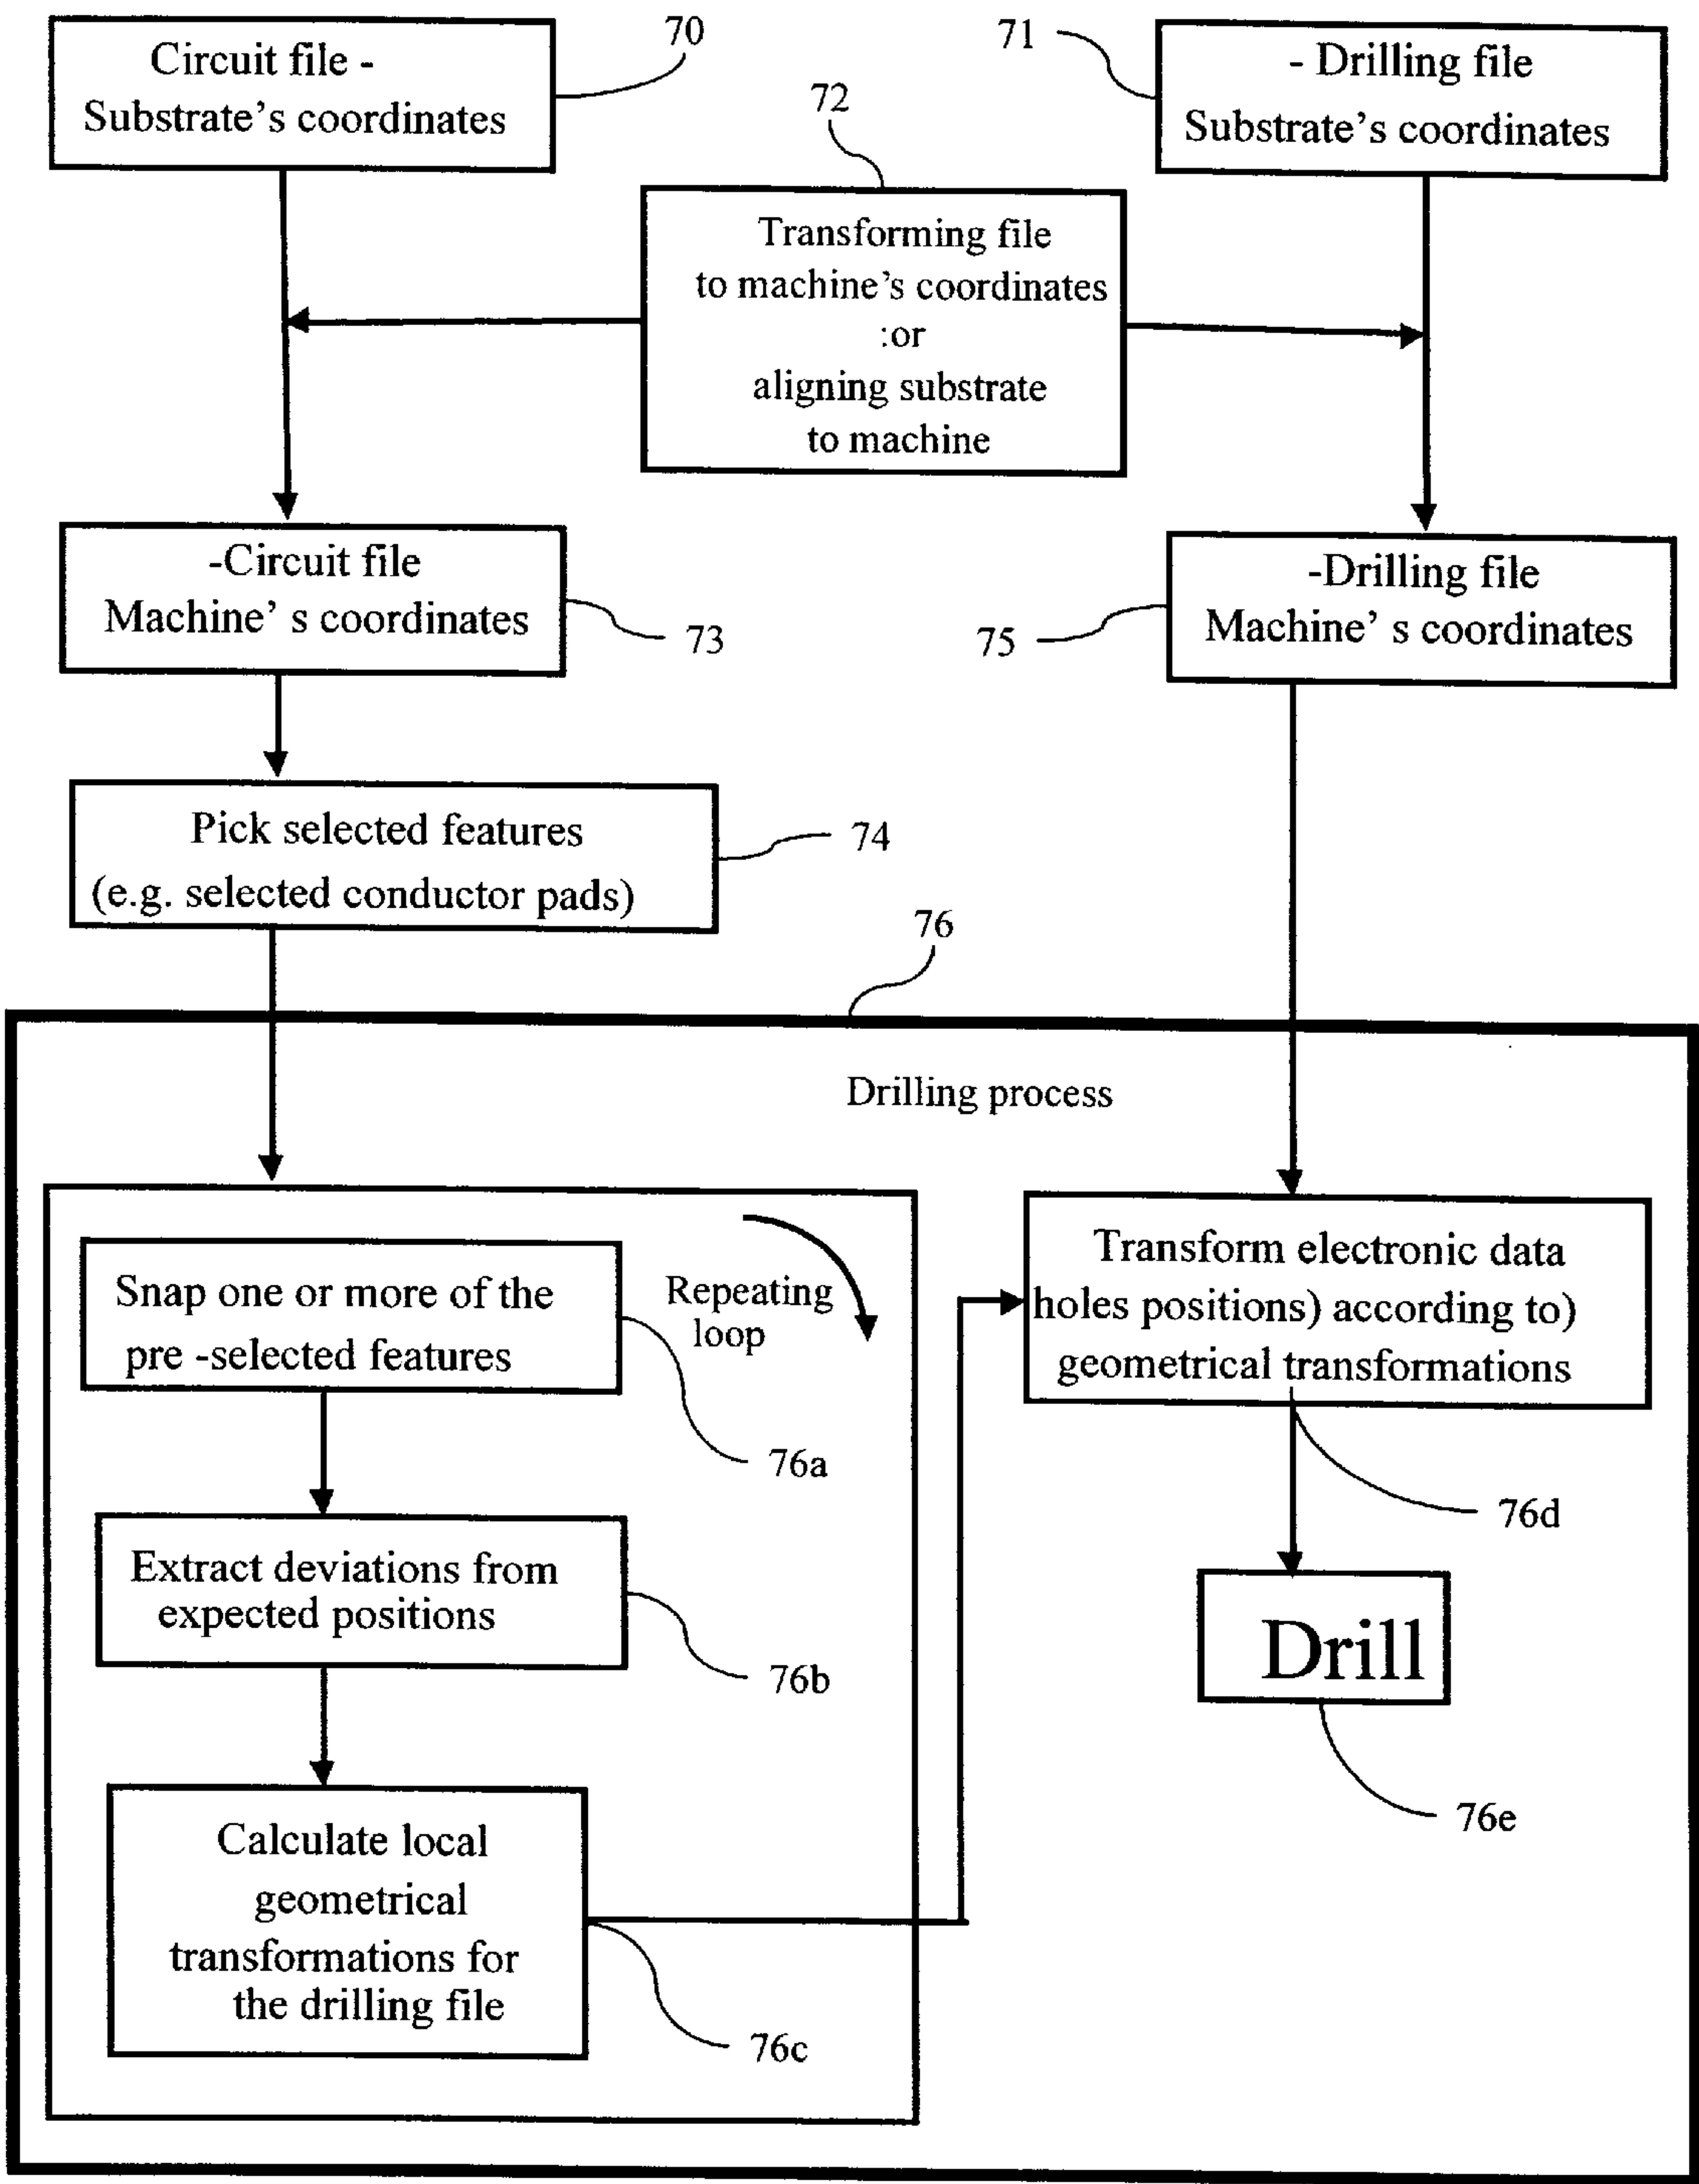 Circuit file -
Substrate's coordinates
70
71
- Drilling file
Substrate's coordinates
72
Transforming file
to machine's coordinates
:or
aligning substrate
to machine
-Circuit file
Machine' s coordinates
73
75
-Drilling file
Machine' s coordinates
Pick selected features
(e.g. selected conductor pads)
74
76
Drilling process
Snap one or more of the
pre -selected features
Repeating
loop
76a
Extract deviations from
expected positions
76b
Calculate local
geometrical
transformations for
the drilling file
76c
Transform electronic data
holes positions) according to)
geometrical transformations
76d
Drill
76e